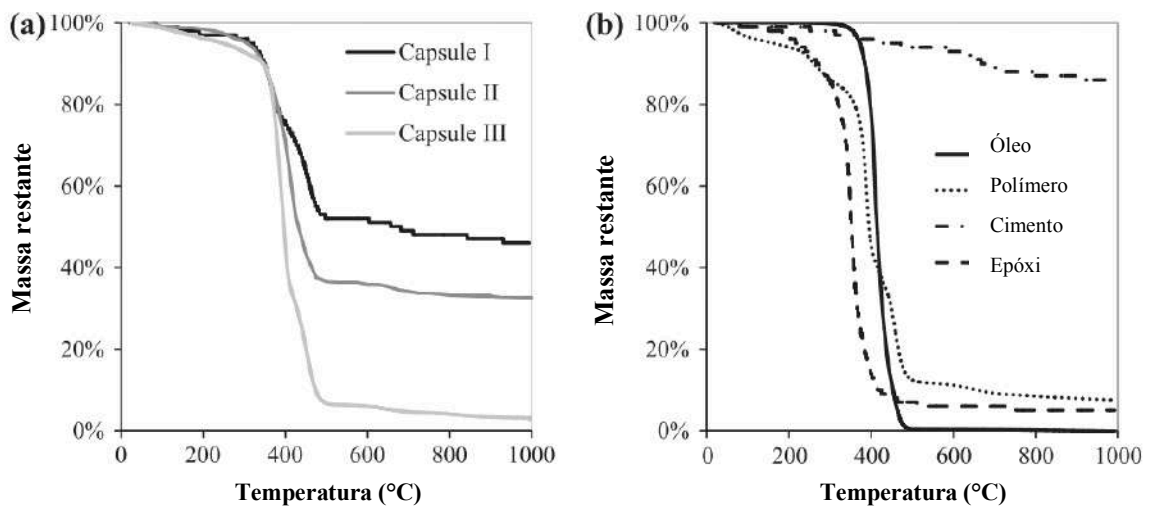 (a)
100%
80%
60%
40%
20%
0%
Massa restante
Capsule I
Capsule II
Capsule III
0 200 400 600 800 1000
Temperatura (°C)
(b)
100%
80%
60%
40%
20%
0%
Massa restante
Óleo
Polímero
Cimento
Epóxi
0 200 400 600 800 1000
Temperatura (°C)